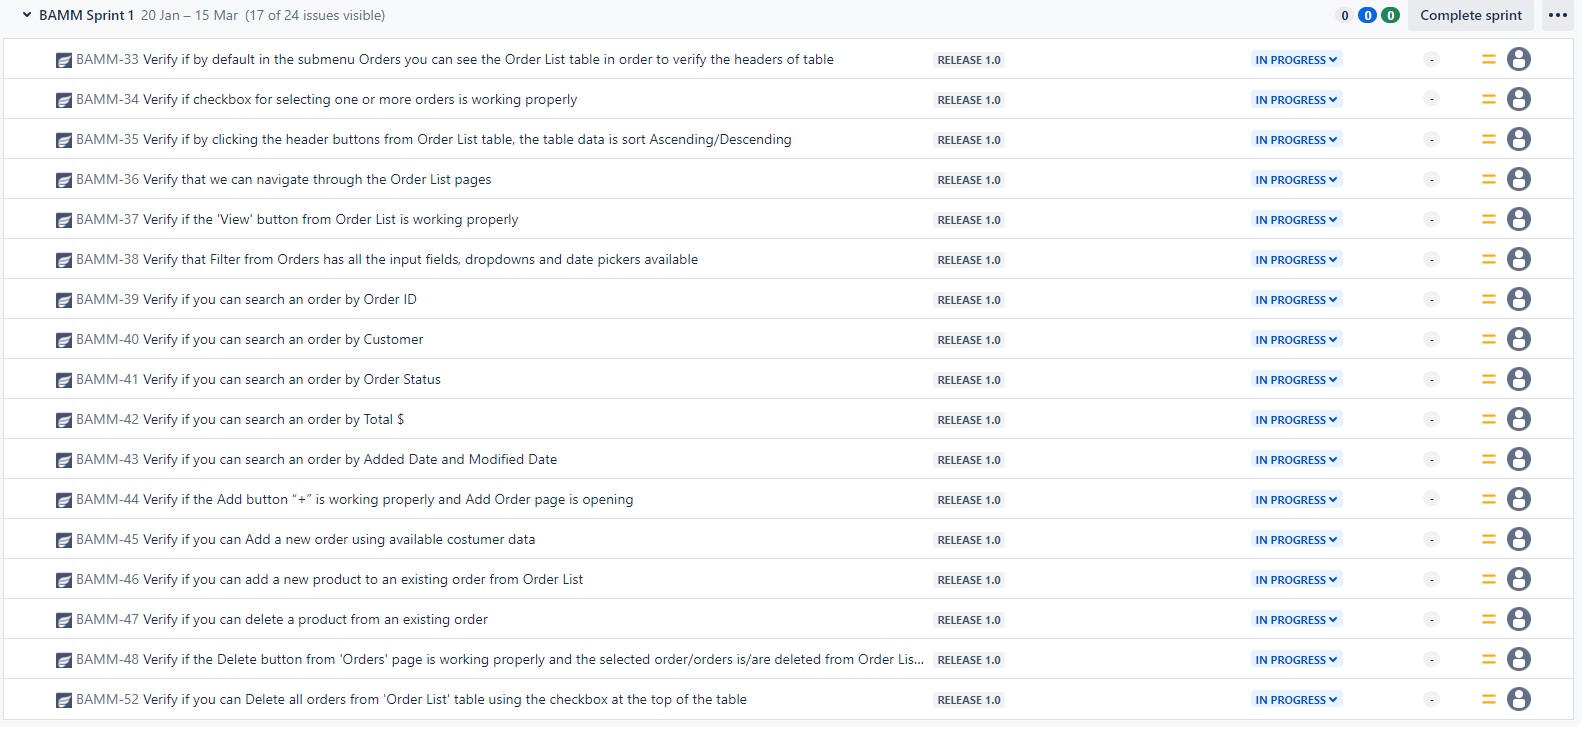 BAMM Sprint 1 20 Jan – 15 Mar (17 of 24 issues visible) 0 0 0 Complete sprint
BAMM-33 Verify if by default in the submenu Orders you can see the Order List table in order to verify the headers of table RELEASE 1.0 IN PROGRESS -
BAMM-34 Verify if checkbox for selecting one or more orders is working properly RELEASE 1.0 IN PROGRESS -
BAMM-35 Verify if by clicking the header buttons from Order List table, the table data is sort Ascending/Descending RELEASE 1.0 IN PROGRESS -
BAMM-36 Verify that we can navigate through the Order List pages RELEASE 1.0 IN PROGRESS -
BAMM-37 Verify if the 'View' button from Order List is working properly RELEASE 1.0 IN PROGRESS -
BAMM-38 Verify that Filter from Orders has all the input fields, dropdowns and date pickers available RELEASE 1.0 IN PROGRESS -
BAMM-39 Verify if you can search an order by Order ID RELEASE 1.0 IN PROGRESS -
BAMM-40 Verify if you can search an order by Customer RELEASE 1.0 IN PROGRESS -
BAMM-41 Verify if you can search an order by Order Status RELEASE 1.0 IN PROGRESS -
BAMM-42 Verify if you can search an order by Total $ RELEASE 1.0 IN PROGRESS -
BAMM-43 Verify if you can search an order by Added Date and Modified Date RELEASE 1.0 IN PROGRESS -
BAMM-44 Verify if the Add button “+” is working properly and Add Order page is opening RELEASE 1.0 IN PROGRESS -
BAMM-45 Verify if you can Add a new order using available costumer data RELEASE 1.0 IN PROGRESS -
BAMM-46 Verify if you can add a new product to an existing order from Order List RELEASE 1.0 IN PROGRESS -
BAMM-47 Verify if you can delete a product from an existing order RELEASE 1.0 IN PROGRESS -
BAMM-48 Verify if the Delete button from 'Orders' page is working properly and the selected order/orders is/are deleted from Order Lis... RELEASE 1.0 IN PROGRESS -
BAMM-52 Verify if you can Delete all orders from 'Order List' table using the checkbox at the top of the table RELEASE 1.0 IN PROGRESS -